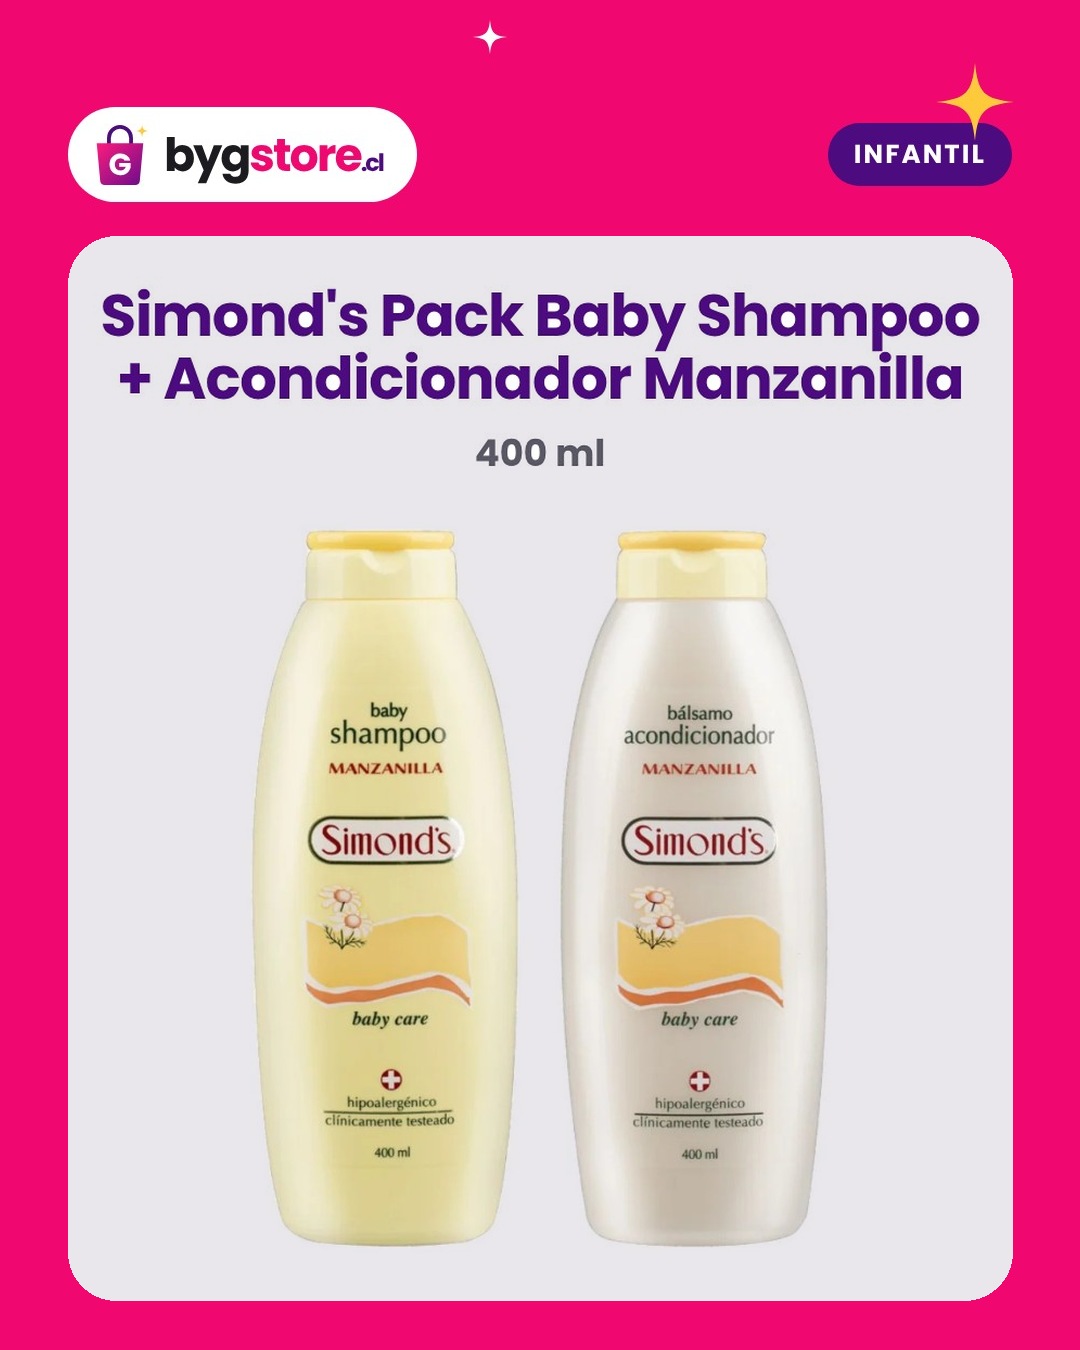 bygstore.cl
G
INFANTIL
Simond's Pack Baby Shampoo
+ Acondicionador Manzanilla
400 ml
baby
shampoo
MANZANILLA
Simond's
baby care
hipoalergénico
clínicamente testeado
400 ml
bálsamo
acondicionador
MANZANILLA
Simond's
baby care
hipoalergénico
clínicamente testeado
400 ml